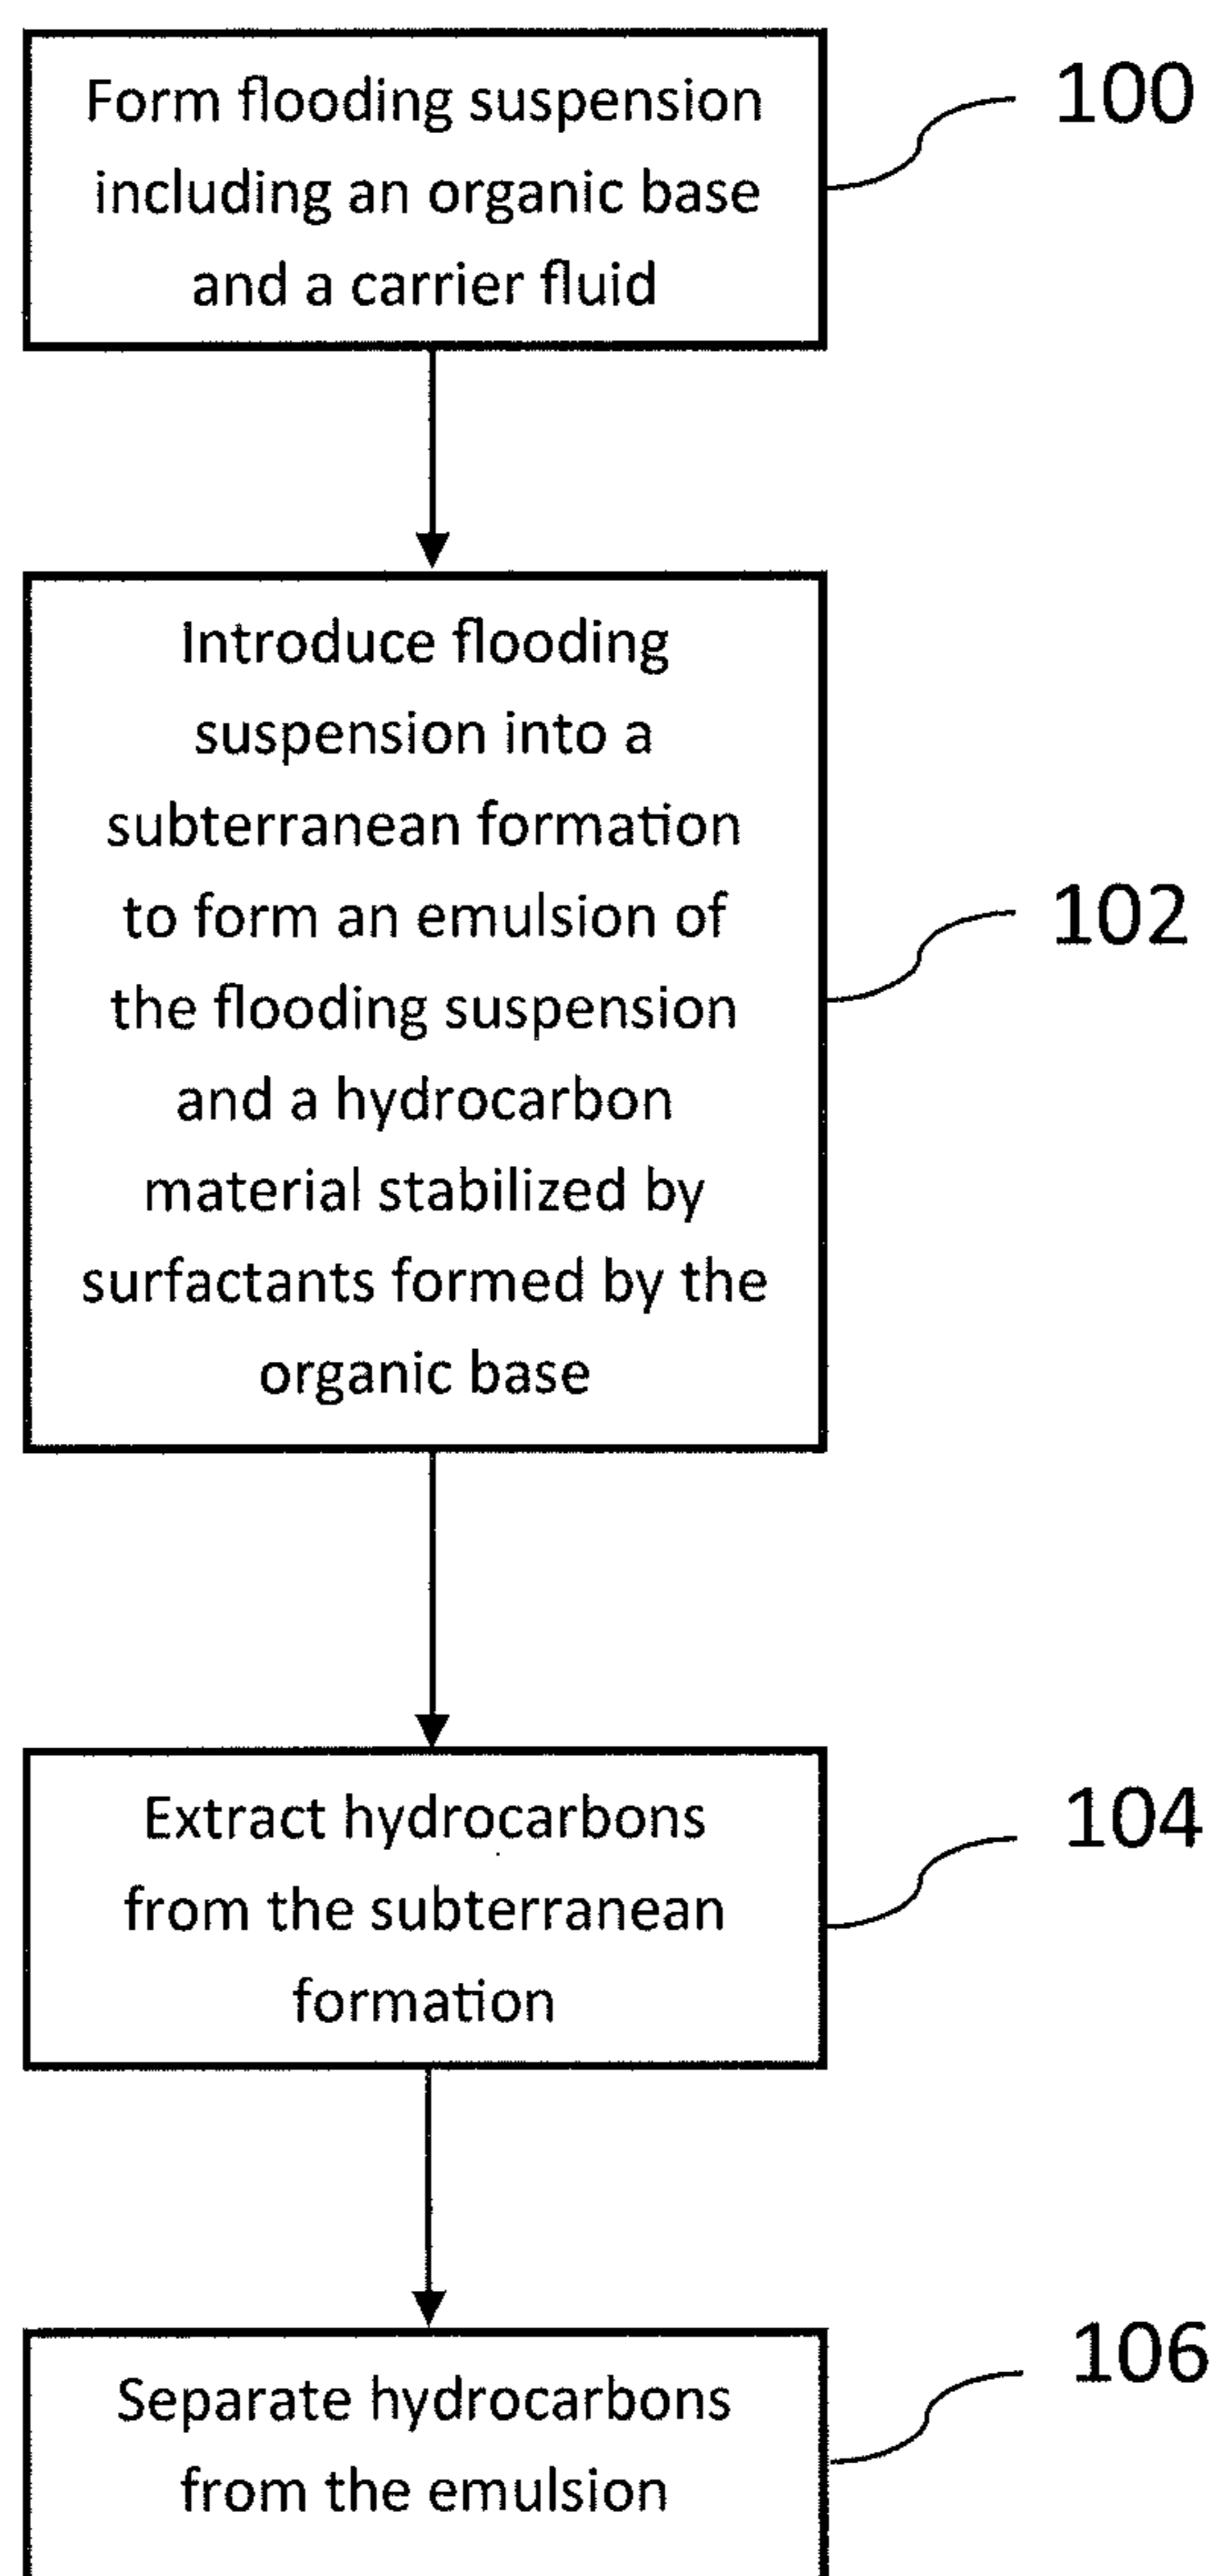 Form flooding suspension
including an organic base
and a carrier fluid
100
Introduce flooding
suspension into a
subterranean formation
to form an emulsion of
the flooding suspension
and a hydrocarbon
material stabilized by
surfactants formed by the
organic base
102
Extract hydrocarbons
from the subterranean
formation
104
Separate hydrocarbons
from the emulsion
106